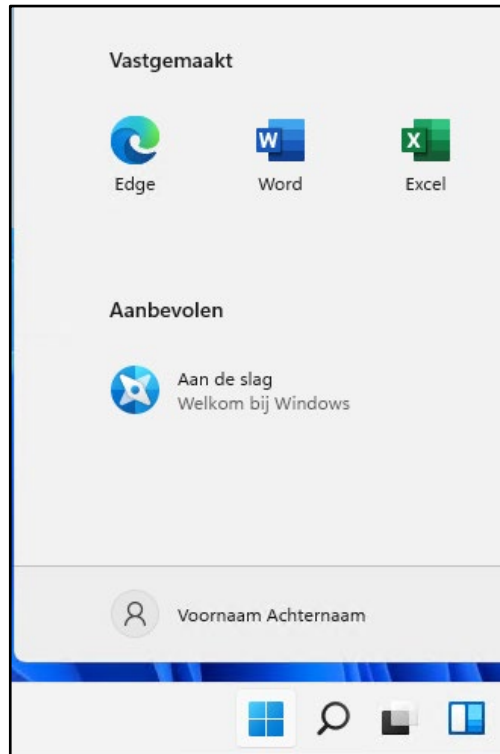 Vastgemaakt
Edge
Word
Excel
Aanbevolen
Aan de slag
Welkom bij Windows
Voornaam Achternaam